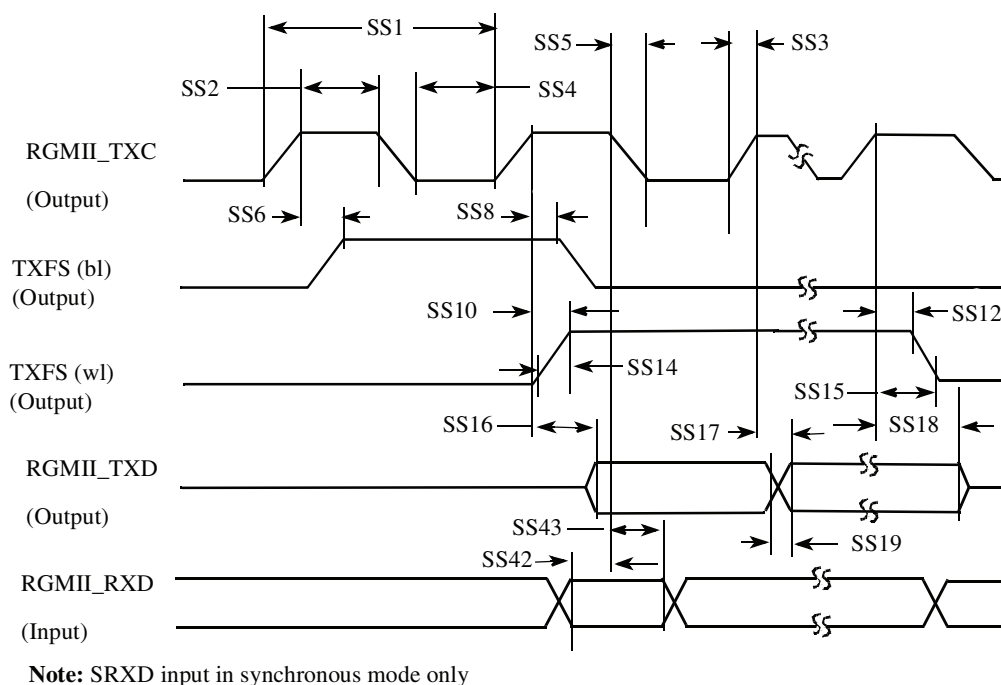 SS1
SS5
SS3
SS2
SS4
RGMII_TXC
(Output)
SS6
SS8
TXFS (bl)
(Output)
SS10
SS12
TXFS (wl)
(Output)
SS14
SS15
SS16
SS17
SS18
RGMII_TXD
(Output)
SS43
SS42
SS19
RGMII_RXD
(Input)
Note: SRXD input in synchronous mode only